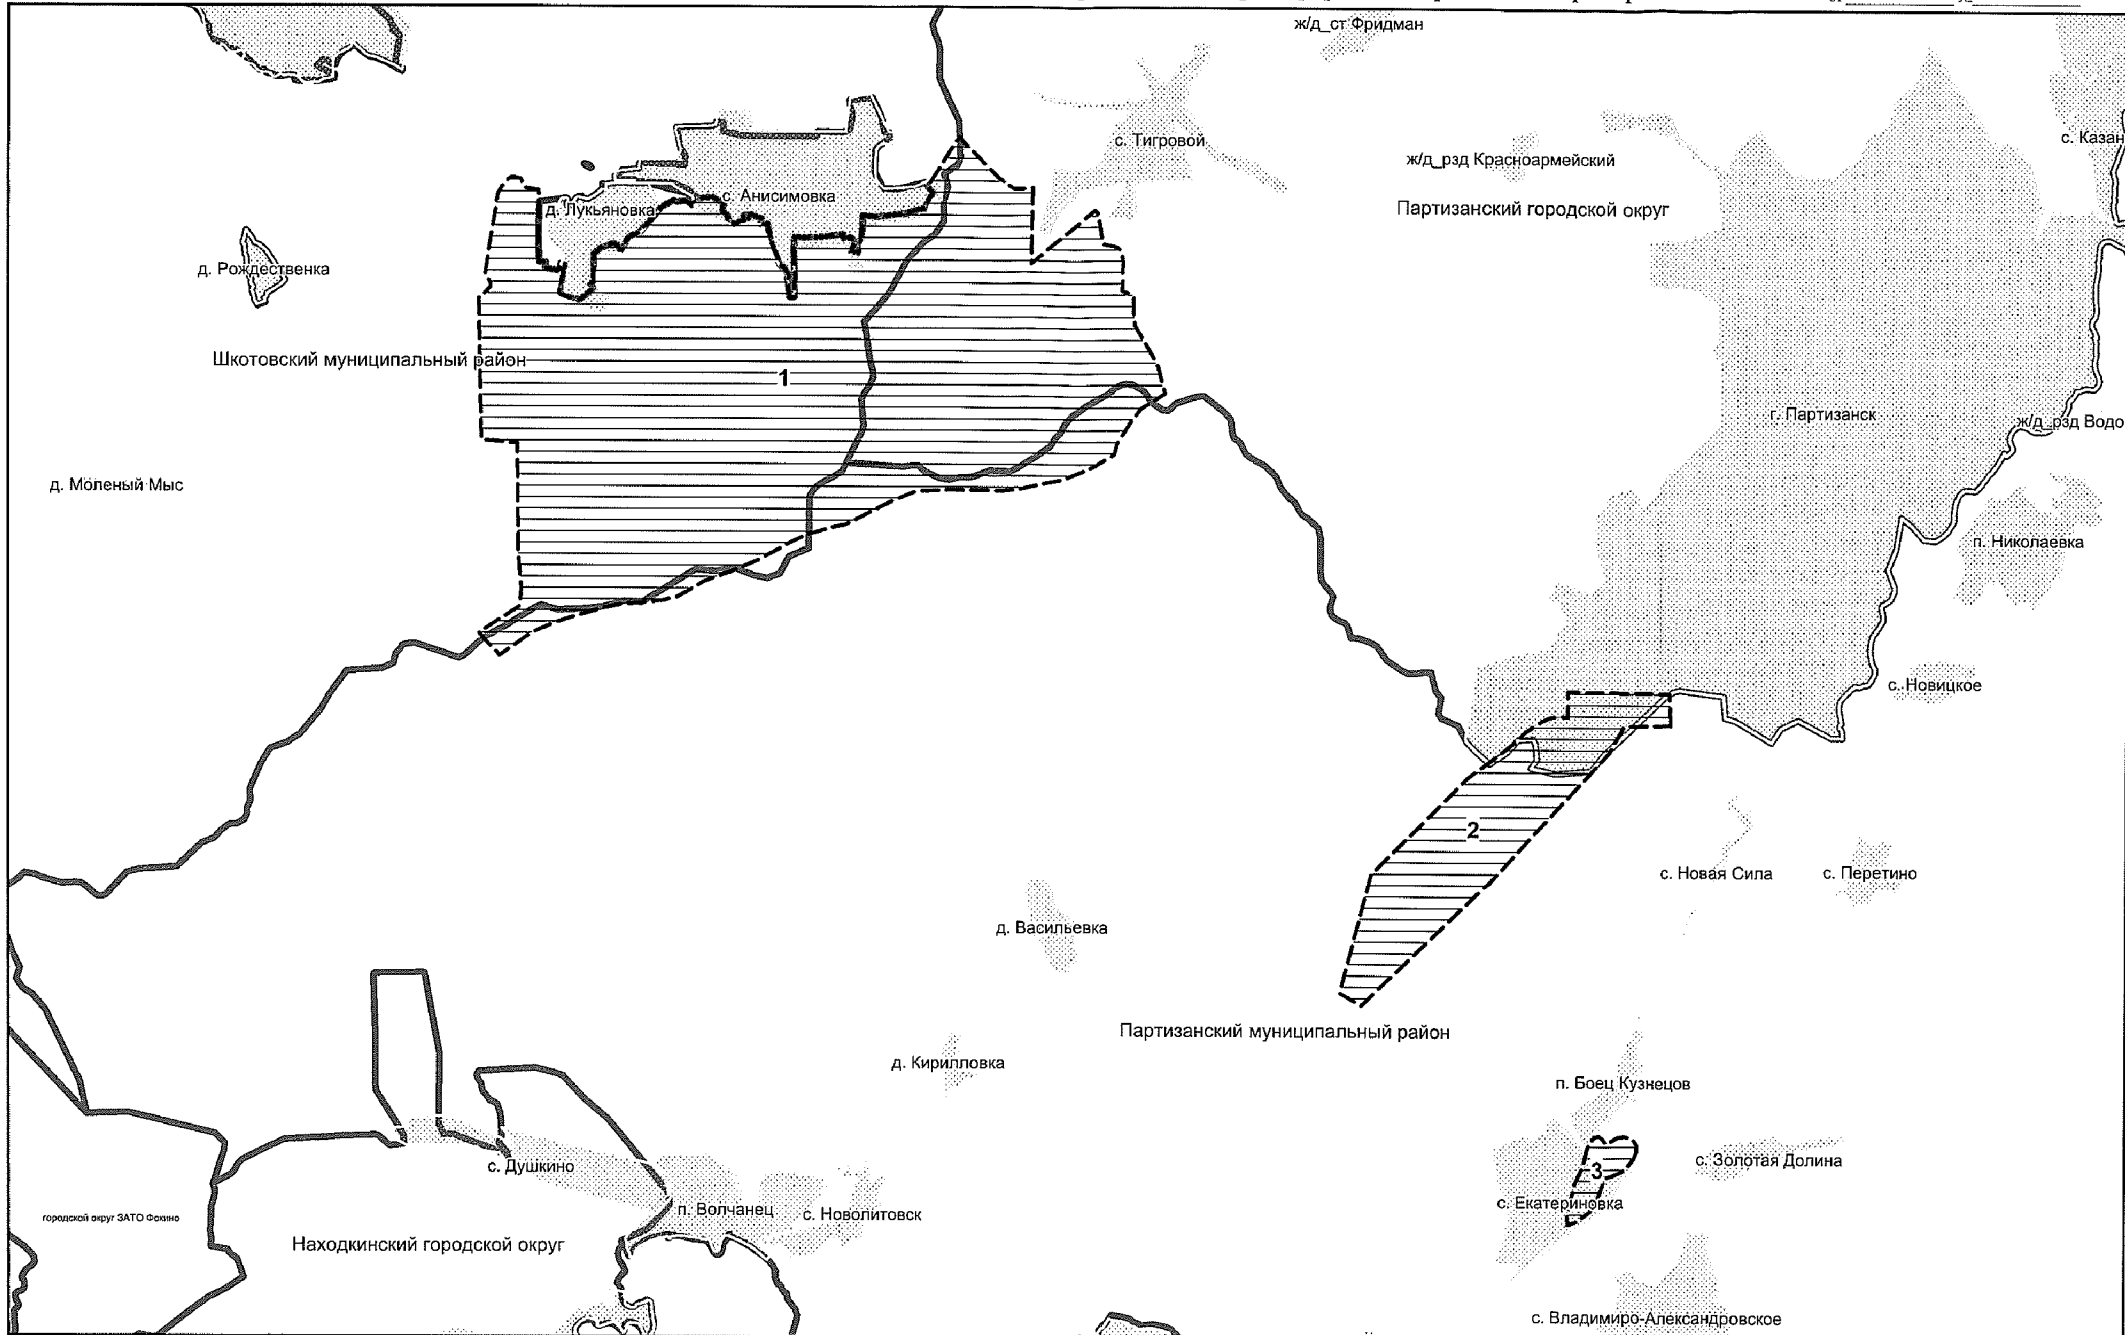 ж/д_ст Фридман
с. Тигровой
с. Казан
ж/д_рзд Красноармейский
с. Анисимовка
д. Лукьяновка
Партизанский городской округ
д. Рождественка
Шкотовский муниципальный район
1
г. Партизанск
ж/д_рзд Водо
д. Моленый Мыс
п. Николаевка
с. Новицкое
2
с. Новая Сила
с. Перетино
д. Васильевка
Партизанский муниципальный район
д. Кирилловка
п. Боец Кузнецов
с. Душкино
3
с. Золотая Долина
с. Екатериновка
п. Волчанец
с. Новолитовск
городской округ ЗАТО Фокино
Находкинский городской округ
с. Владимиро-Александровское